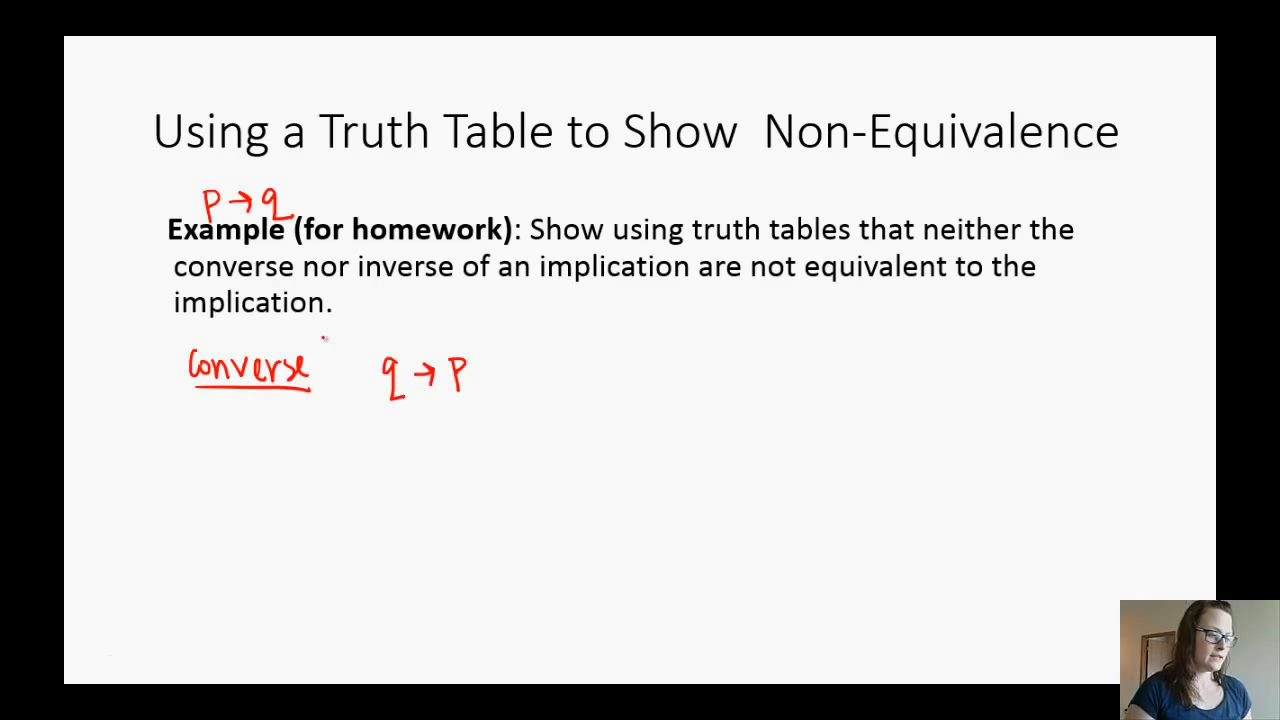 Using a Truth Table to Show Non-Equivalence
p → q
Example (for homework): Show using truth tables that neither the
converse nor inverse of an implication are not equivalent to the
implication.
Converse q → p